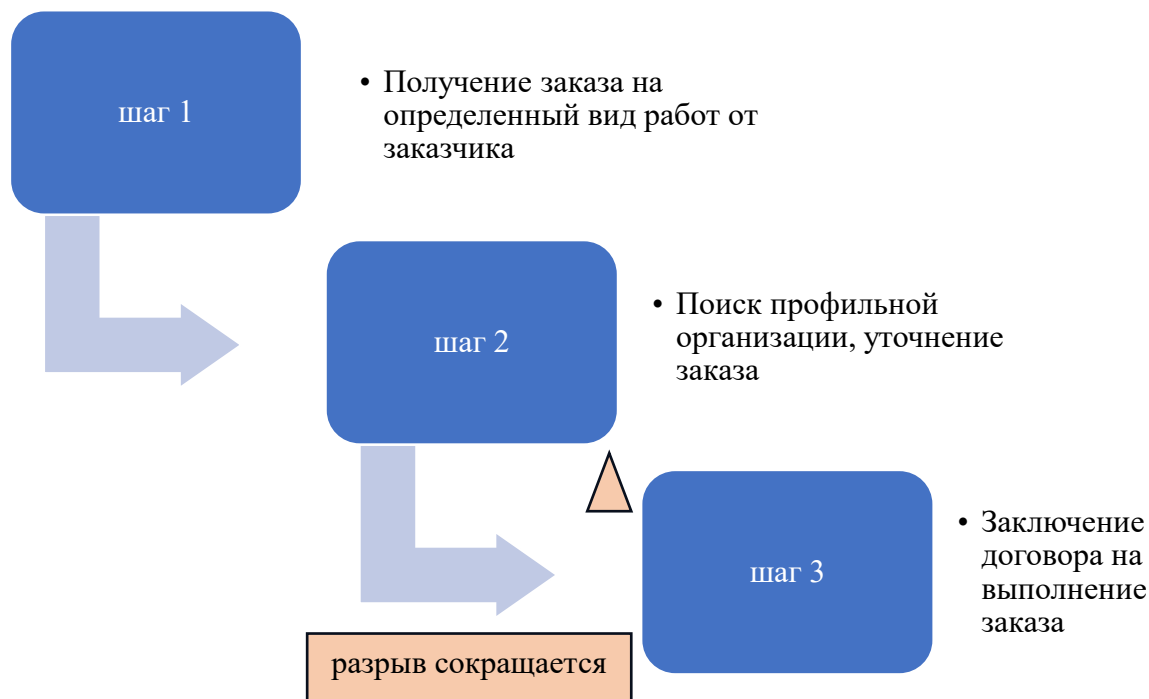 шаг 1
• Получение заказа на
определенный вид работ от
заказчика
шаг 2
• Поиск профильной
организации, уточнение
заказа
шаг 3
• Заключение
договора на
выполнение
заказа
разрыв сокращается